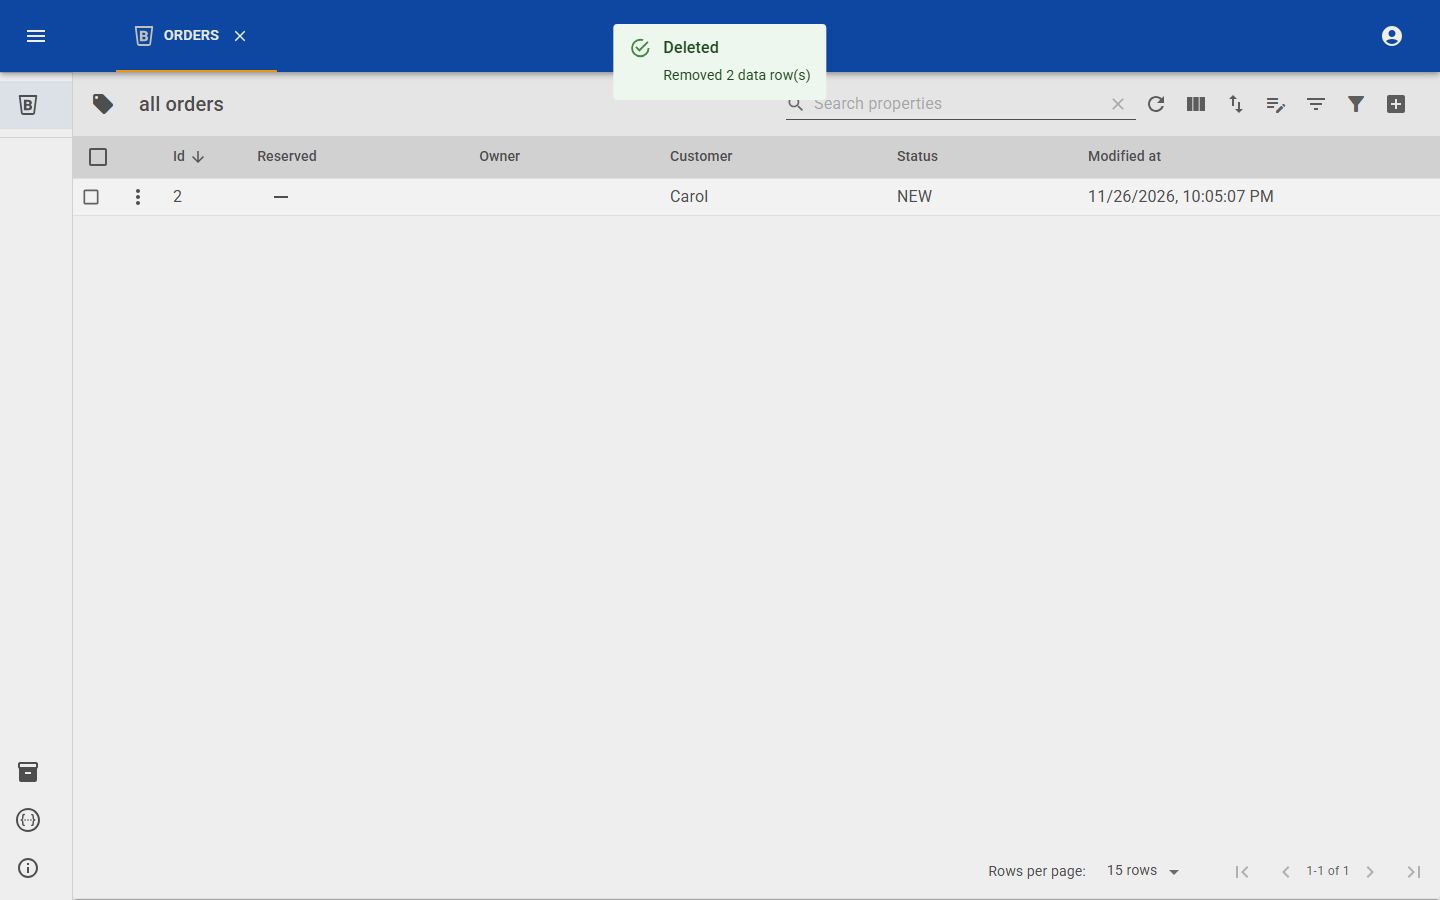 ORDERS
Deleted
Removed 2 data row(s)
all orders
Search properties
Id Reserved Owner Customer Status Modified at
2 — Carol NEW 11/26/2026, 10:05:07 PM
Rows per page: 15 rows 1-1 of 1